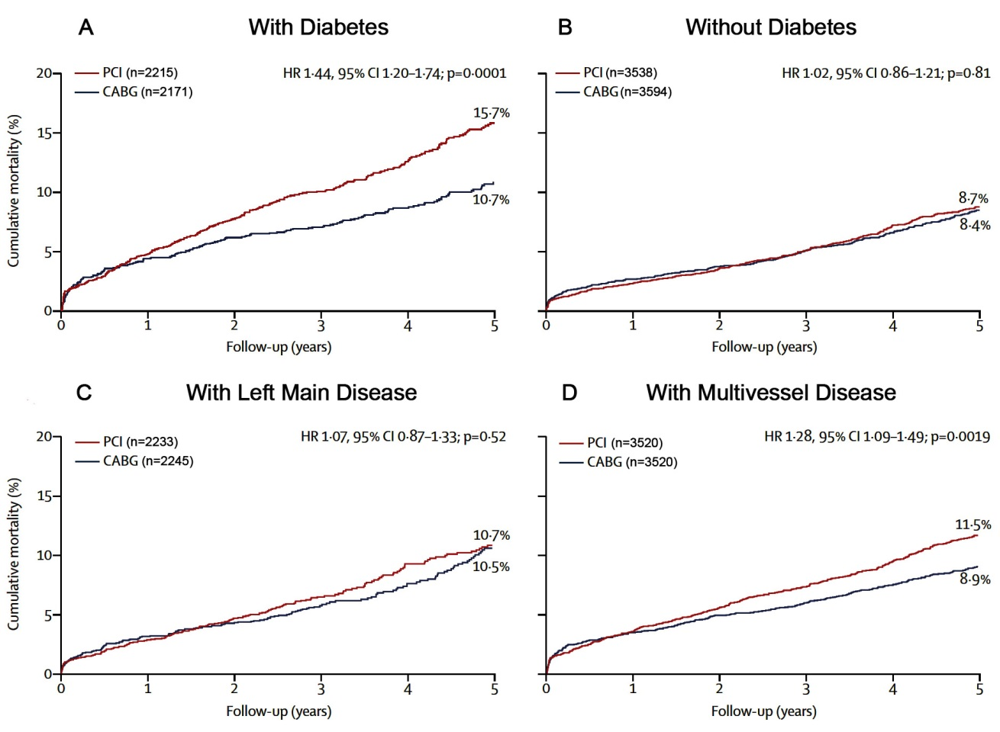 A With Diabetes
PCI (n=2215)
CABG (n=2171)
HR 1·44, 95% CI 1·20–1·74; p=0·0001
15·7%
10·7%
Cumulative mortality (%)
20
15
10
5
0
0 1 2 3 4 5
Follow-up (years)
B Without Diabetes
PCI (n=3538)
CABG (n=3594)
HR 1·02, 95% CI 0·86–1·21; p=0·81
8·7%
8·4%
0 1 2 3 4 5
Follow-up (years)
C With Left Main Disease
PCI (n=2233)
CABG (n=2245)
HR 1·07, 95% CI 0·87–1·33; p=0·52
10·7%
10·5%
Cumulative mortality (%)
20
15
10
5
0
0 1 2 3 4 5
Follow-up (years)
D With Multivessel Disease
PCI (n=3520)
CABG (n=3520)
HR 1·28, 95% CI 1·09–1·49; p=0·0019
11·5%
8·9%
0 1 2 3 4 5
Follow-up (years)